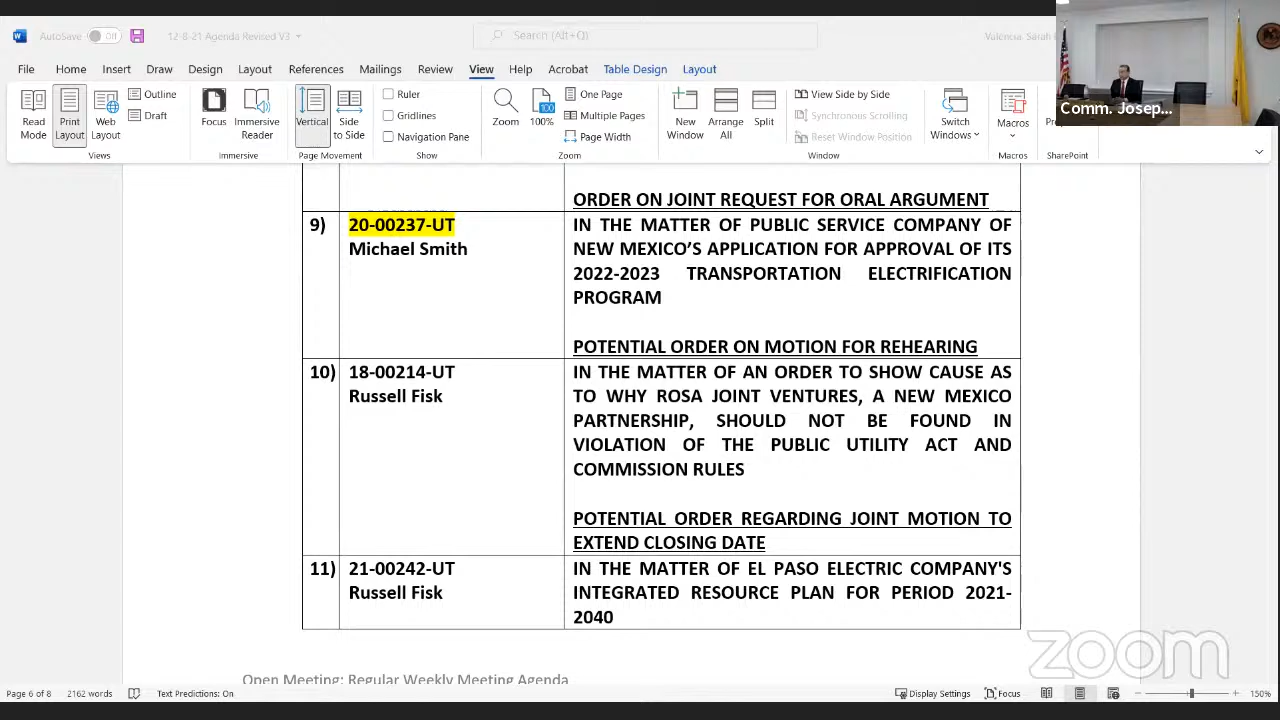 AutoSave Off 12-8-21 Agenda Revised V3 Search (Alt+Q) Valencia, Sarah
File Home Insert Draw Design Layout References Mailings Review View Help Acrobat Table Design Layout
Read Mode Print Layout Web Layout Outline Draft Focus Immersive Reader Vertical Side to Side Ruler Gridlines Navigation Pane Zoom 100% One Page Multiple Pages Page Width New Window Arrange All Split View Side by Side Synchronous Scrolling Reset Window Position Switch Windows Macros
Views Immersive Page Movement Show Zoom Window Macros SharePoint
Comm. Josep...
ORDER ON JOINT REQUEST FOR ORAL ARGUMENT
9) 20-00237-UT
Michael Smith
IN THE MATTER OF PUBLIC SERVICE COMPANY OF
NEW MEXICO’S APPLICATION FOR APPROVAL OF ITS
2022-2023 TRANSPORTATION ELECTRIFICATION
PROGRAM
POTENTIAL ORDER ON MOTION FOR REHEARING
10) 18-00214-UT
Russell Fisk
IN THE MATTER OF AN ORDER TO SHOW CAUSE AS
TO WHY ROSA JOINT VENTURES, A NEW MEXICO
PARTNERSHIP, SHOULD NOT BE FOUND IN
VIOLATION OF THE PUBLIC UTILITY ACT AND
COMMISSION RULES
POTENTIAL ORDER REGARDING JOINT MOTION TO
EXTEND CLOSING DATE
11) 21-00242-UT
Russell Fisk
IN THE MATTER OF EL PASO ELECTRIC COMPANY'S
INTEGRATED RESOURCE PLAN FOR PERIOD 2021-
2040
zoom
Open Meeting: Regular Weekly Meeting Agenda
Page 6 of 8 2162 words Text Predictions: On Display Settings Focus 150%